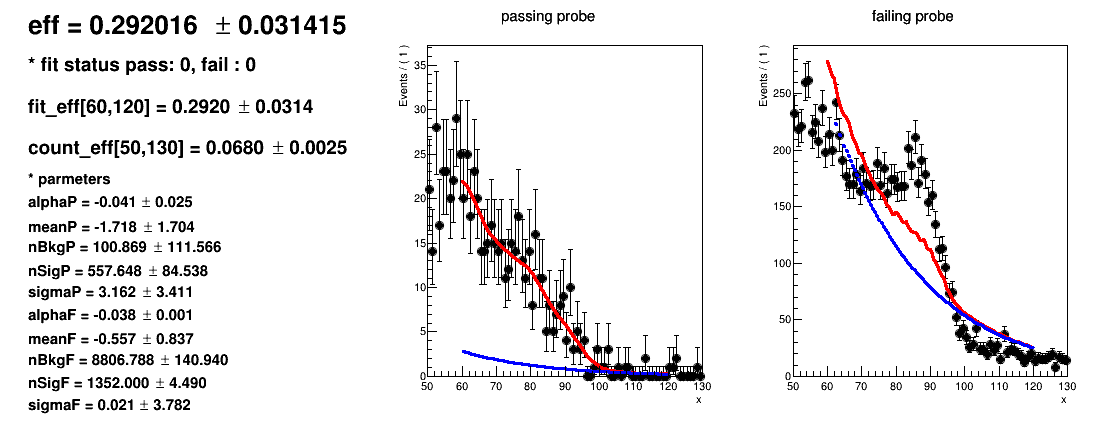 eff = 0.292016 ± 0.031415
* fit status pass: 0, fail : 0
fit_eff[60,120] = 0.2920 ± 0.0314
count_eff[50,130] = 0.0680 ± 0.0025
* parmeters
alphaP = -0.041 ± 0.025
meanP = -1.718 ± 1.704
nBkgP = 100.869 ± 111.566
nSigP = 557.648 ± 84.538
sigmaP = 3.162 ± 3.411
alphaF = -0.038 ± 0.001
meanF = -0.557 ± 0.837
nBkgF = 8806.788 ± 140.940
nSigF = 1352.000 ± 4.490
sigmaF = 0.021 ± 3.782
passing probe
Events / ( 1 )
35
30
25
20
15
10
5
0
50 60 70 80 90 100 110 120 130
x
failing probe
Events / ( 1 )
250
200
150
100
50
0
50 60 70 80 90 100 110 120 130
x